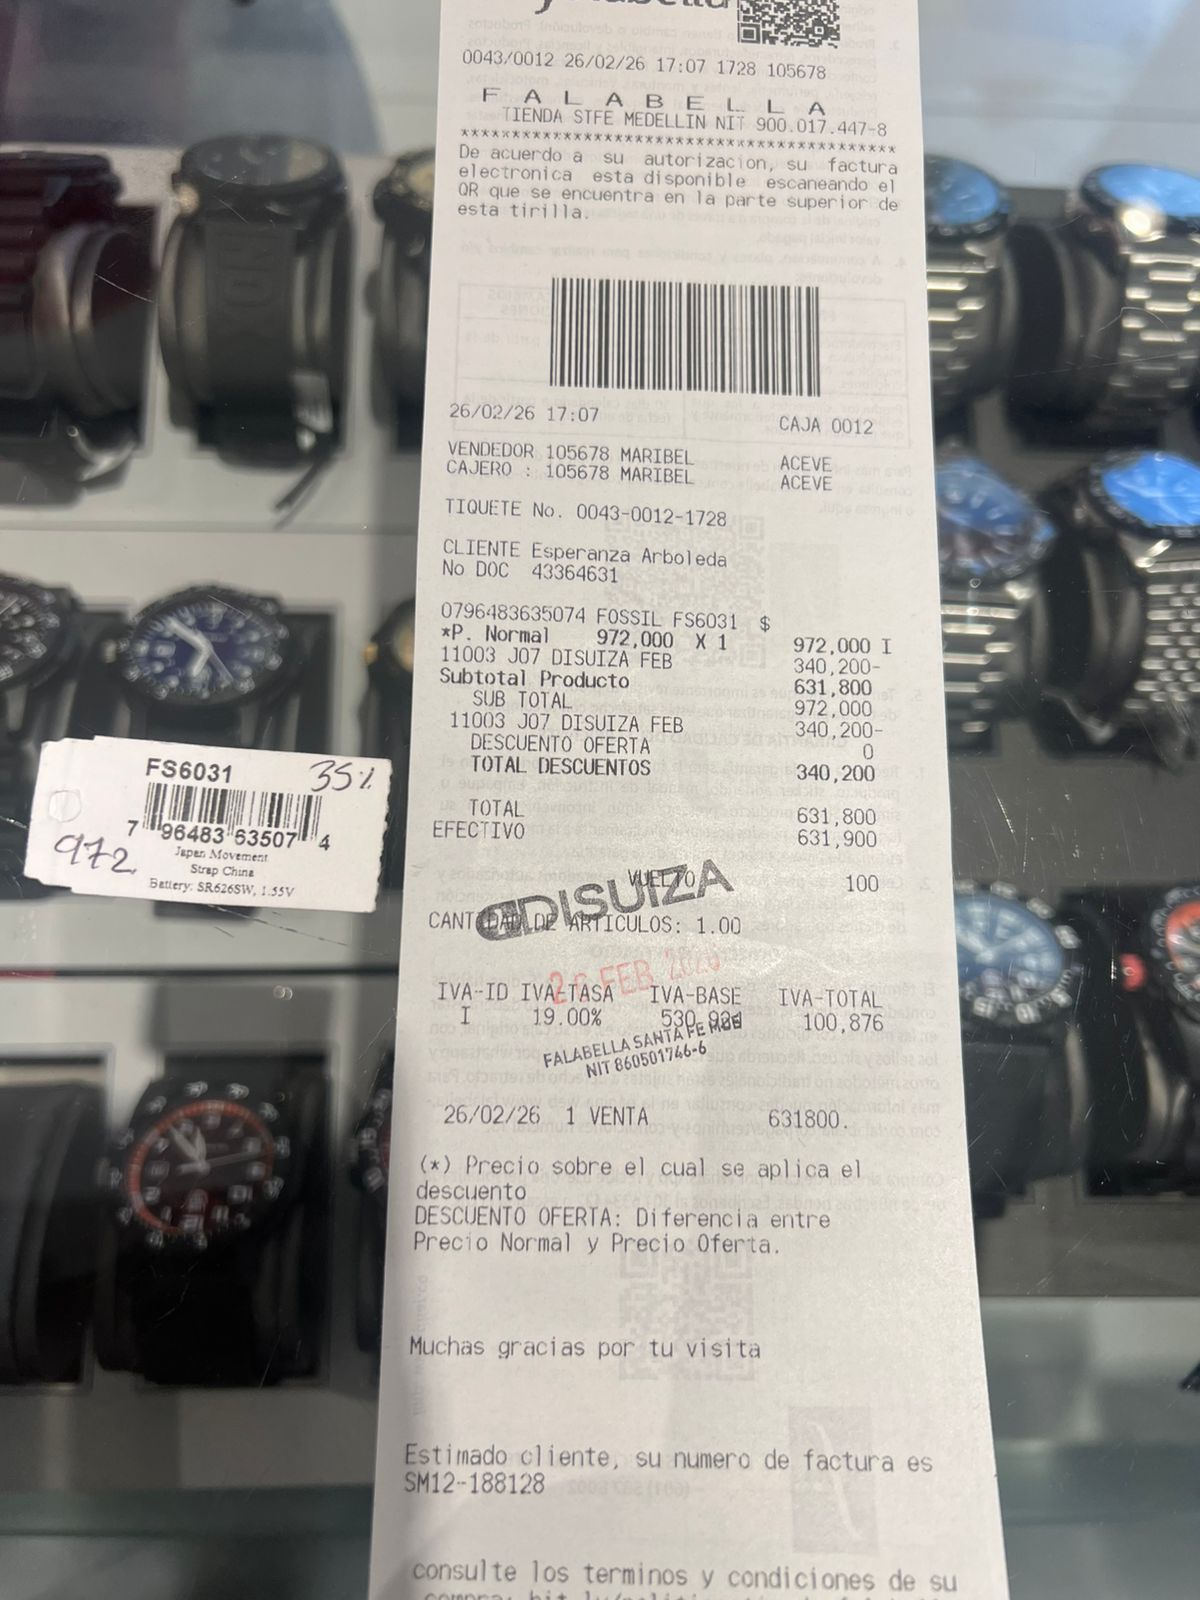 0043/0012 26/02/26 17:07 1728 105678
F A L A B E L L A
TIENDA STFE MEDELLIN NIT 900.017.447-8
******************************************
De acuerdo a su autorizacion, su factura
electronica esta disponible escaneando el
QR que se encuentra en la parte superior de
esta tirilla.
26/02/26 17:07 CAJA 0012
VENDEDOR 105678 MARIBEL ACEVE
CAJERO : 105678 MARIBEL ACEVE
TIQUETE No. 0043-0012-1728
CLIENTE Esperanza Arboleda
No DOC 43364631
0796483635074 FOSSIL FS6031 $
*P. Normal 972,000 X 1 972,000 I
11003 J07 DISUIZA FEB 340,200-
Subtotal Producto 631,800
SUB TOTAL 972,000
11003 J07 DISUIZA FEB 340,200-
DESCUENTO OFERTA 0
TOTAL DESCUENTOS 340,200
TOTAL 631,800
EFECTIVO 631,900
VUELTO 100
DISUIZA
CANTIDAD DE ARTICULOS: 1.00
26 FEB 2026
IVA-ID IVA-TASA IVA-BASE IVA-TOTAL
I 19.00% 100,876
FALABELLA SANTA FE
NIT 860501746-6
26/02/26 1 VENTA 631800.
(*) Precio sobre el cual se aplica el
descuento
DESCUENTO OFERTA: Diferencia entre
Precio Normal y Precio Oferta.
Muchas gracias por tu visita
Estimado cliente, su numero de factura es
SM12-188128
consulte los terminos y condiciones de su
FS6031 35%
7 96483 63507 4
972
Japan Movement
Strap China
Battery: SR626SW, 1.55V